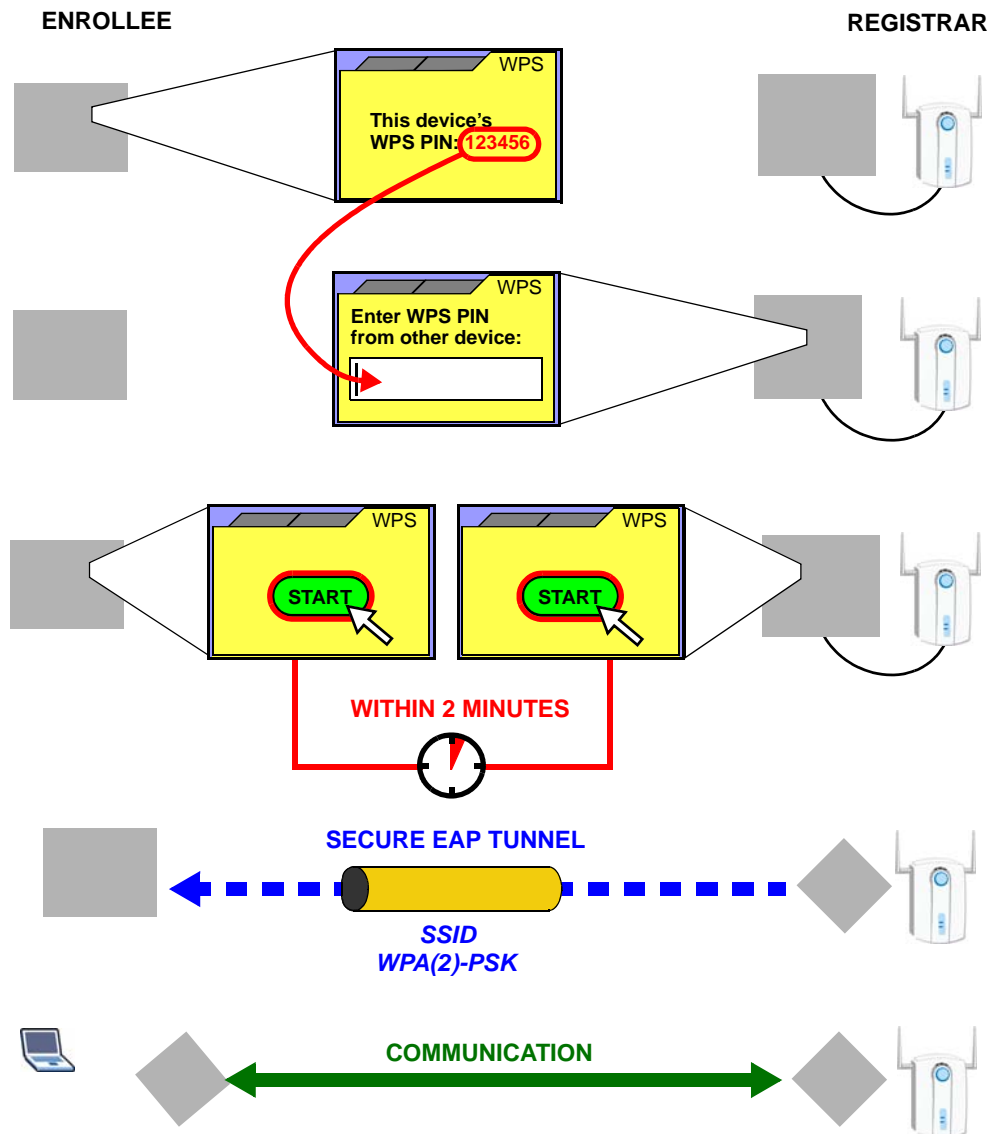 ENROLLEE
REGISTRAR
WPS
This device's
WPS PIN: 123456
WPS
Enter WPS PIN
from other device:
WPS
START
WPS
START
WITHIN 2 MINUTES
SECURE EAP TUNNEL
SSID
WPA(2)-PSK
COMMUNICATION